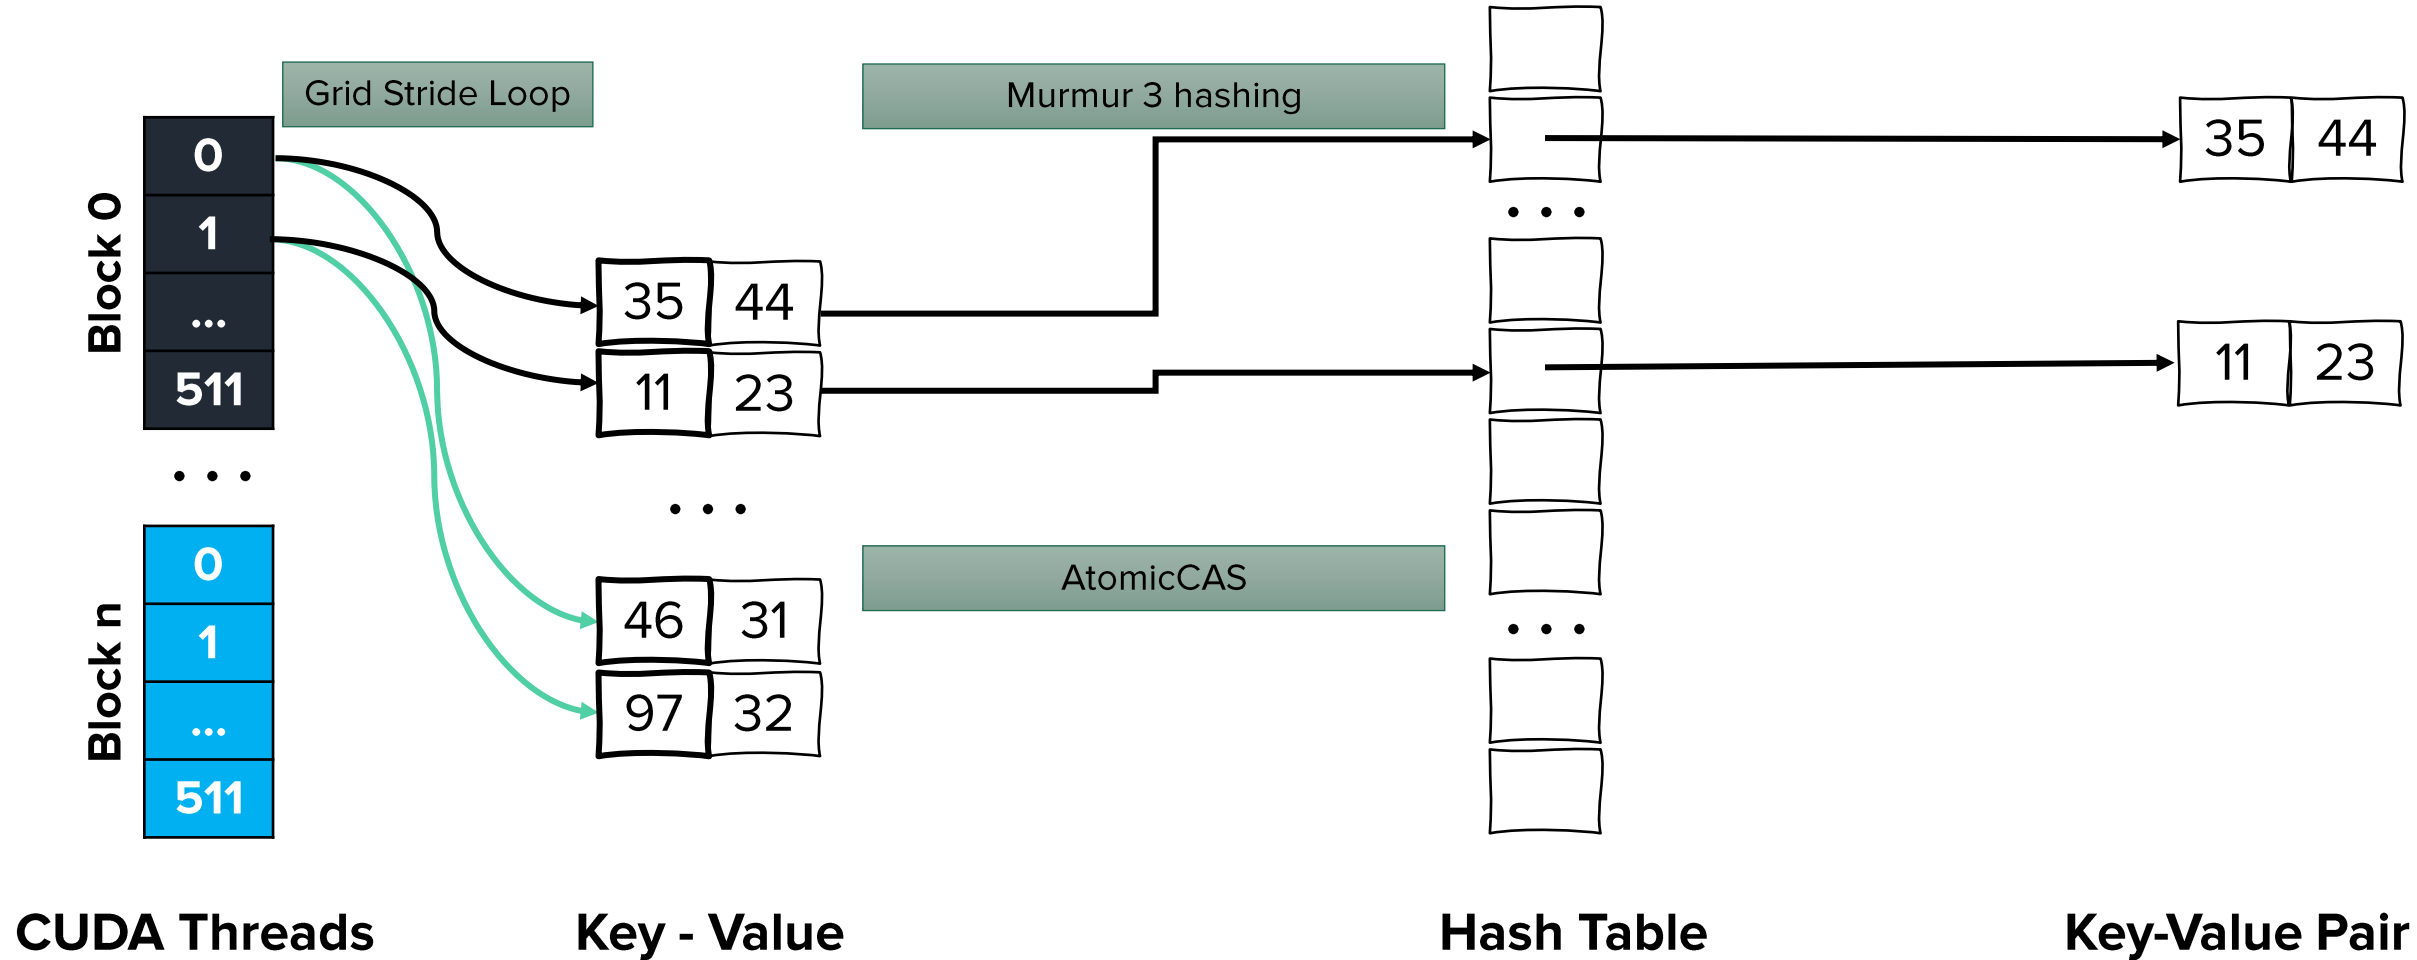 Grid Stride Loop
Murmur 3 hashing
Block 0
0
1
...
511
35 44
11 23
35 44
11 23
. . .
. . .
. . .
Block n
0
1
...
511
46 31
97 32
AtomicCAS
. . .
CUDA Threads
Key - Value
Hash Table
Key-Value Pair